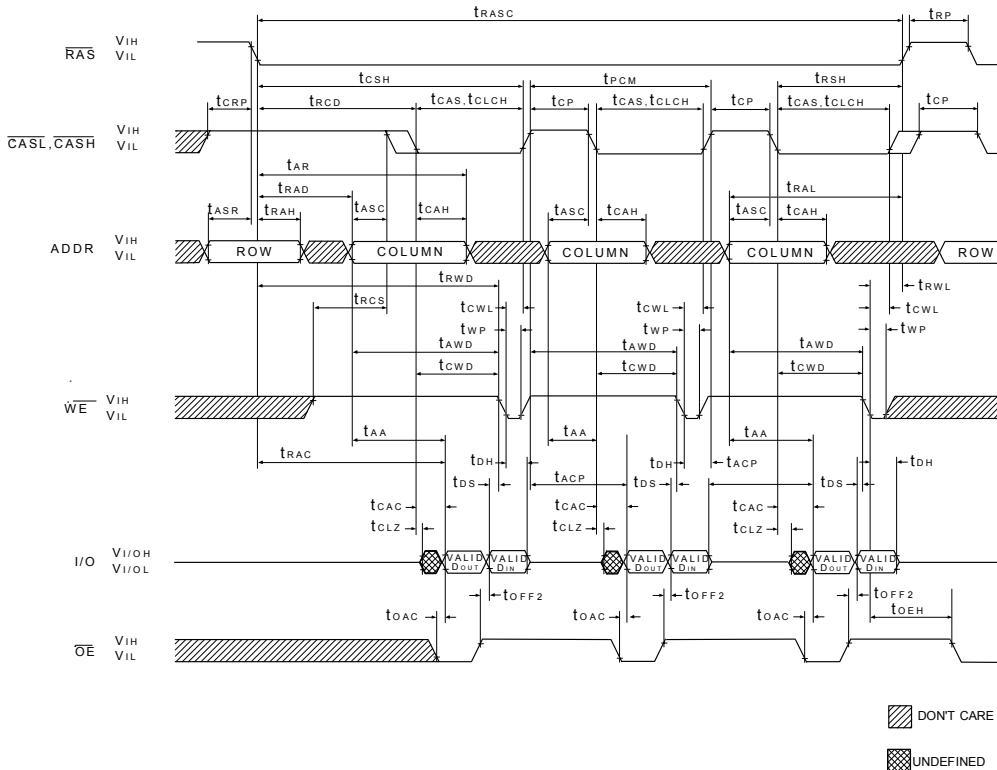 tRASC
tRP
RAS VIH
VIL
tCSH
tPCM
tRSH
tCRP
tRCD
tCAS,tCLCH
tCP
tCAS,tCLCH
tCP
tCAS,tCLCH
tCP
CASL,CASH VIH
VIL
tAR
tRAD
tRAL
tASR
tRAH
tASC
tCAH
tASC
tCAH
tASC
tCAH
ADDR VIH
VIL
ROW
COLUMN
COLUMN
COLUMN
ROW
tRWD
tRWL
tRCS
tCWL
tCWL
tCWL
tWP
tWP
tWP
tAWD
tAWD
tAWD
tCWD
tCWD
tCWD
WE VIH
VIL
tAA
tAA
tAA
tRAC
tDH
tDH
tACP
tDH
tDS
tACP
tDS
tDS
tCAC
tCAC
tCAC
tCLZ
tCLZ
tCLZ
I/O VI/OH
VI/OL
VALID DOUT
VALID DIN
VALID DOUT
VALID DIN
VALID DOUT
VALID DIN
tOFF2
tOFF2
tOFF2
tOAC
tOAC
tOAC
tOEH
OE VIH
VIL
DON'T CARE
UNDEFINED